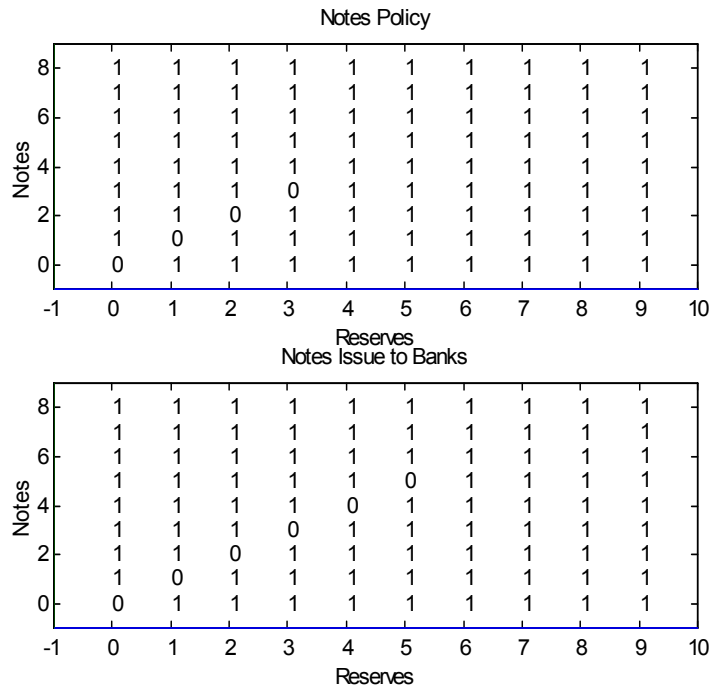 Notes Policy
8 1 1 1 1 1 1 1 1 1 1
1 1 1 1 1 1 1 1 1 1
6 1 1 1 1 1 1 1 1 1 1
1 1 1 1 1 1 1 1 1 1
4 1 1 1 1 1 1 1 1 1 1
Notes
1 1 1 0 1 1 1 1 1 1
2 1 1 0 1 1 1 1 1 1 1
1 0 1 1 1 1 1 1 1 1
0 0 1 1 1 1 1 1 1 1 1
-1 0 1 2 3 4 5 6 7 8 9 10
Reserves
Notes Issue to Banks
8 1 1 1 1 1 1 1 1 1 1
1 1 1 1 1 1 1 1 1 1
6 1 1 1 1 1 1 1 1 1 1
1 1 1 1 1 0 1 1 1 1
4 1 1 1 1 0 1 1 1 1 1
Notes
1 1 1 0 1 1 1 1 1 1
2 1 1 0 1 1 1 1 1 1 1
1 0 1 1 1 1 1 1 1 1
0 0 1 1 1 1 1 1 1 1 1
-1 0 1 2 3 4 5 6 7 8 9 10
Reserves